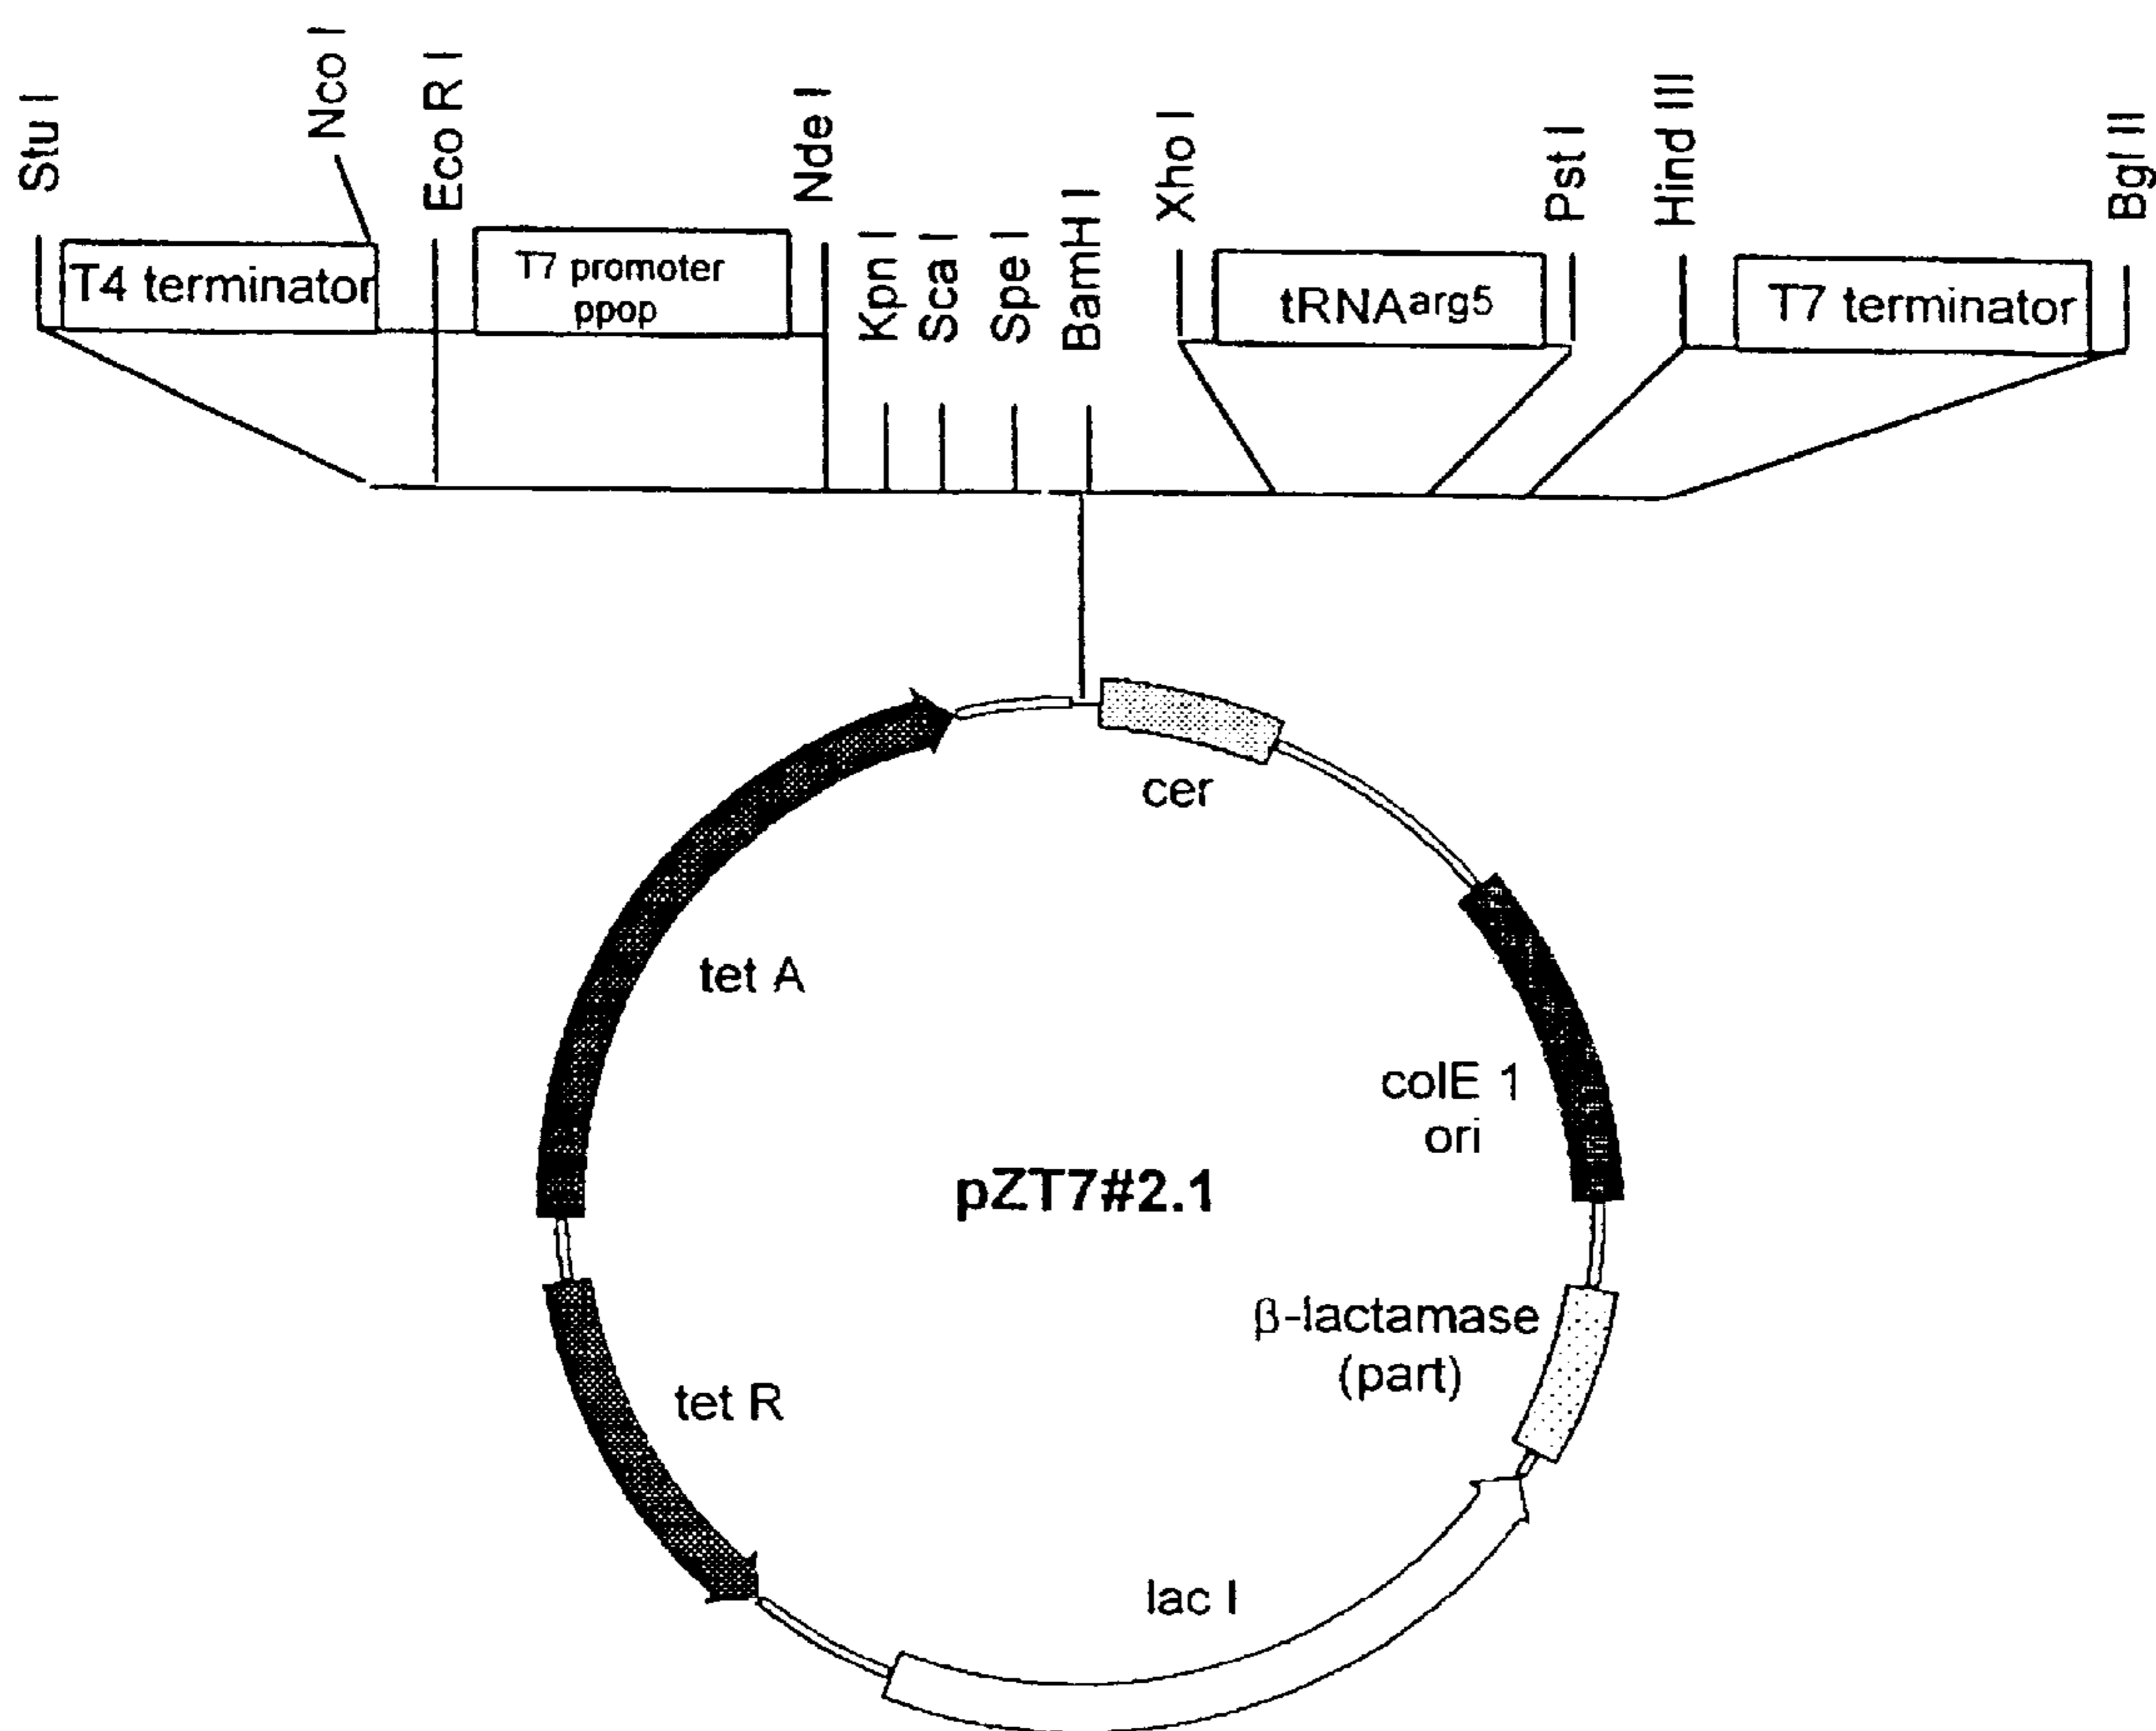 Stu I
Nco I
Eco R I
Nde I
Kpn I
Sca I
Spe I
BamH I
Xho I
Pst I
Hind III
Bgl II
T4 terminator
T7 promoter
ppop
tRNAarg5
T7 terminator
cer
tet A
colE 1
ori
pZT7#2.1
β-lactamase
(part)
tet R
lac I